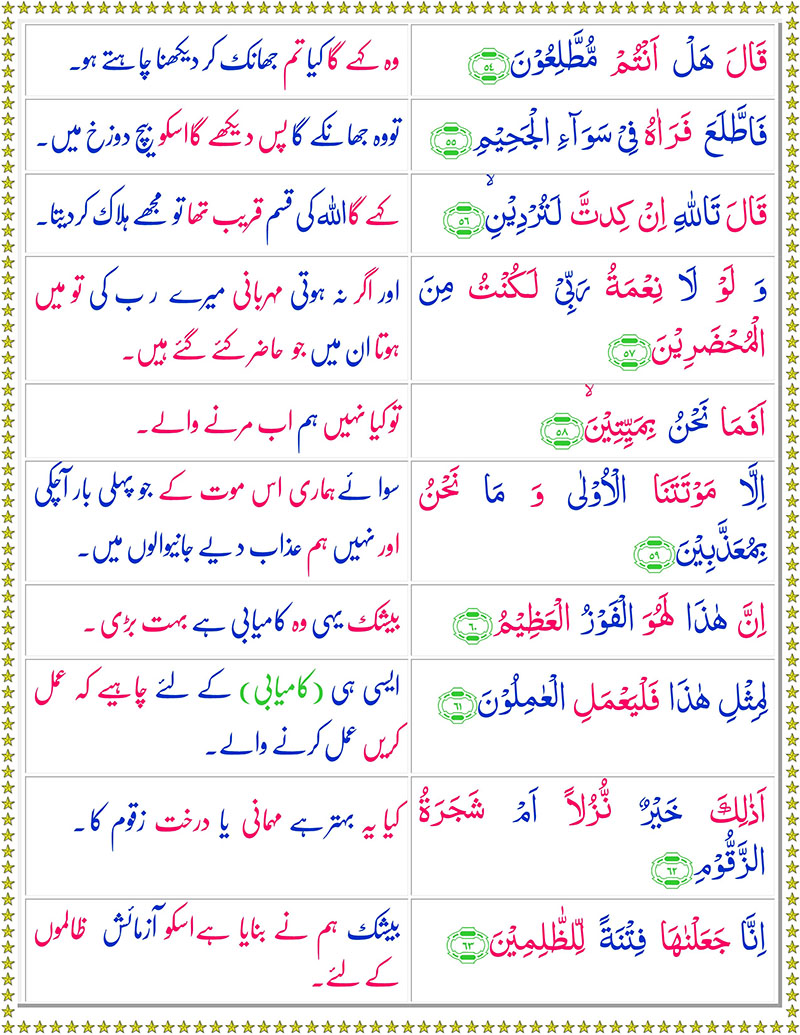 قَالَ هَلْ اَنْتُمْ مُّطَّلِعُوْنَ ﴿۵۴﴾
وہ کہے گا کیا تم جھانک کر دیکھنا چاہتے ہو۔
فَاطَّلَعَ فَرَاٰهُ فِیْ سَوَآءِ الْجَحِیْمِ ﴿۵۵﴾
تو وہ جھانکے گا پس دیکھے گا اسکو بیچ دوزخ میں۔
قَالَ تَاللّٰهِ اِنْ كِدتَّ لَتُرْدِیْنِۙ ﴿۵۶﴾
کہے گا اللہ کی قسم قریب تھا تو مجھے ہلاک کر دیتا۔
وَ لَوْ لَا نِعْمَةُ رَبِّیْ لَكُنْتُ مِنَ
الْمُحْضَرِیْنَ ﴿۵۷﴾
اور اگر نہ ہوتی مہربانی میرے رب کی تو میں
ہوتا ان میں جو حاضر کئے گئے ہیں۔
اَفَمَا نَحْنُ بِمَیِّتِیْنَۙ ﴿۵۸﴾
تو کیا نہیں ہم اب مرنے والے۔
اِلَّا مَوْتَتَنَا الْاُوْلٰی وَ مَا نَحْنُ
بِمُعَذَّبِیْنَ ﴿۵۹﴾
سوائے ہماری اس موت کے جو پہلی بار آچکی
اور نہیں ہم عذاب دیے جانیوالوں میں۔
اِنَّ هٰذَا لَهُوَ الْفَوْزُ الْعَظِیْمُ ﴿۶۰﴾
بیشک یہی وہ کامیابی ہے بہت بڑی۔
لِمِثْلِ هٰذَا فَلْیَعْمَلِ الْعٰمِلُوْنَ ﴿۶۱﴾
ایسی ہی (کامیابی) کے لئے چاہیے کہ عمل
کریں عمل کرنے والے۔
اَذٰلِكَ خَیْرٌ نُّزُلاً اَمْ شَجَرَةُ
الزَّقُّوْمِ ﴿۶۲﴾
کیا یہ بہتر ہے مہمانی یا درخت زقوم کا۔
اِنَّا جَعَلْنٰهَا فِتْنَةً لِّلظّٰلِمِیْنَ ﴿۶۳﴾
بیشک ہم نے بنایا ہے اسکو آزمائش ظالموں
کے لئے۔